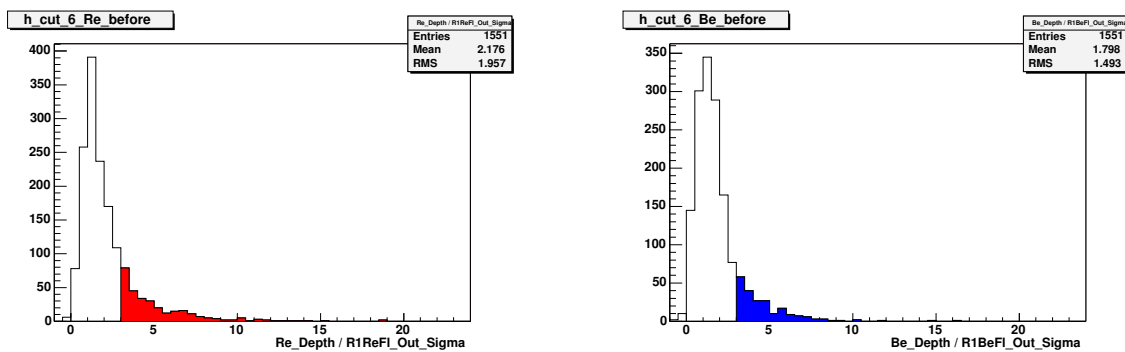 h_cut_6_Re_before
Re_Depth / R1ReFl_Out_Sigma
Entries 1551
Mean 2.176
RMS 1.957
400
350
300
250
200
150
100
50
0
0 5 10 15 20
Re_Depth / R1ReFl_Out_Sigma
h_cut_6_Be_before
Be_Depth / R1BeFl_Out_Sigma
Entries 1551
Mean 1.798
RMS 1.493
350
300
250
200
150
100
50
0
0 5 10 15 20
Be_Depth / R1BeFl_Out_Sigma